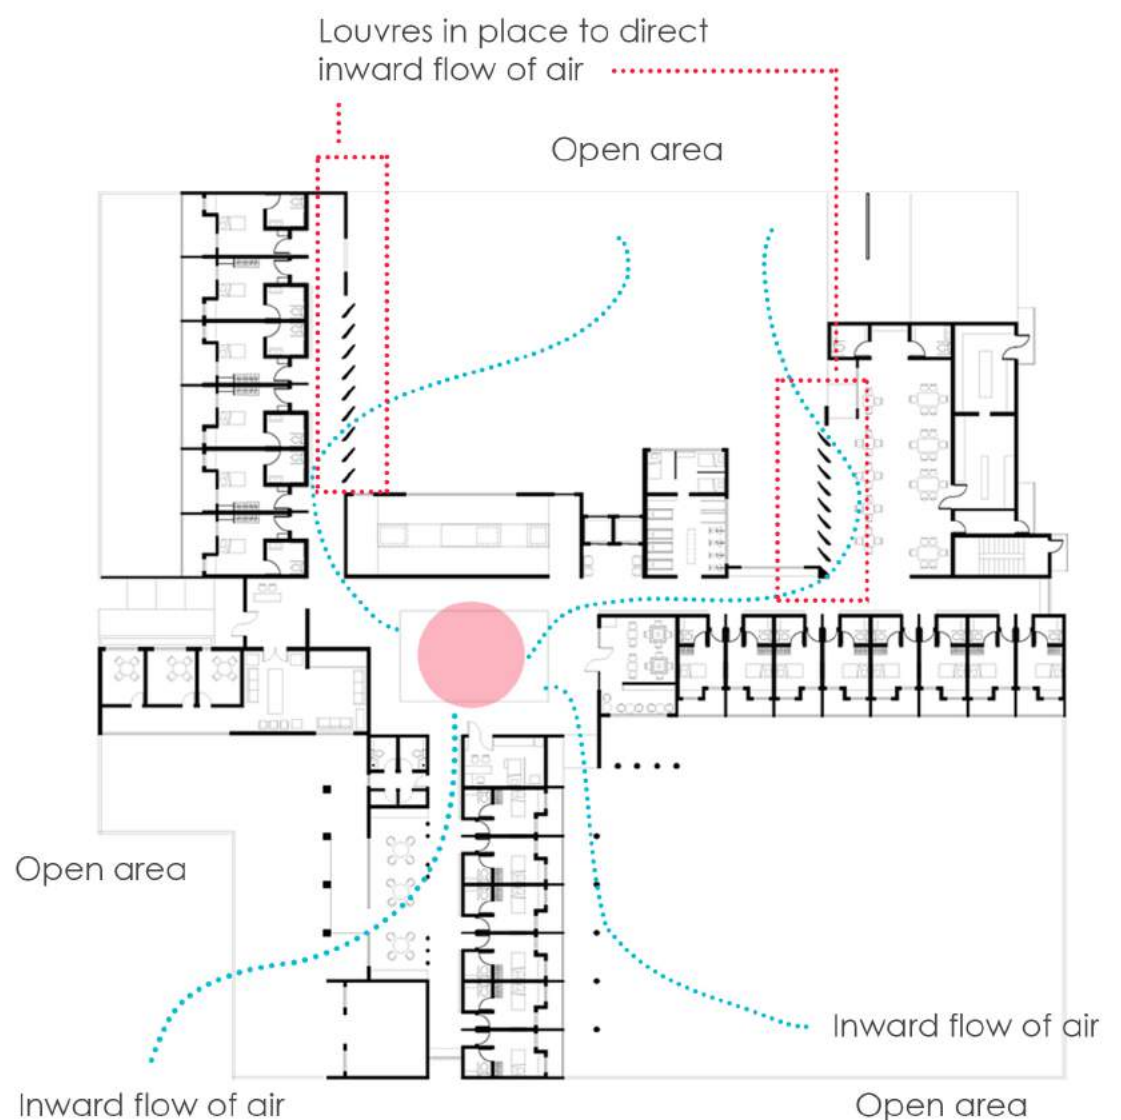 Louvres in place to direct
inward flow of air
Open area
Open area
Inward flow of air
Inward flow of air
Open area